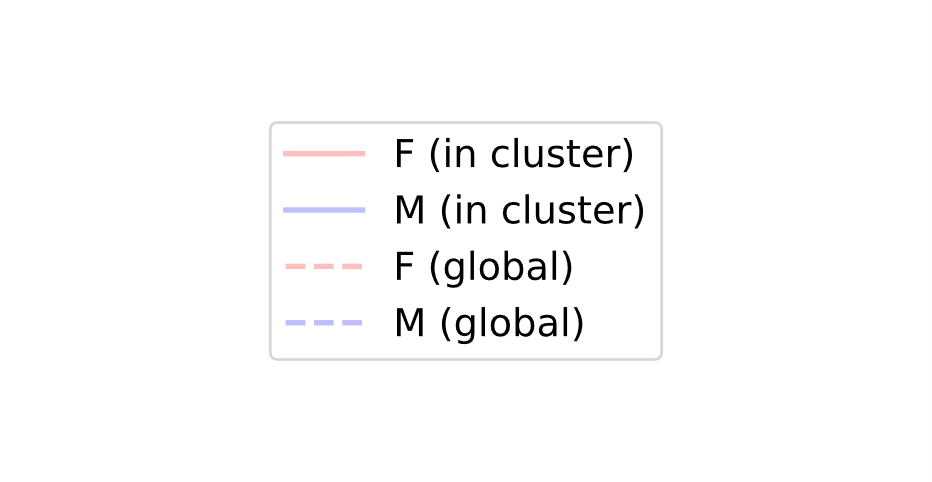 F (in cluster)
M (in cluster)
F (global)
M (global)